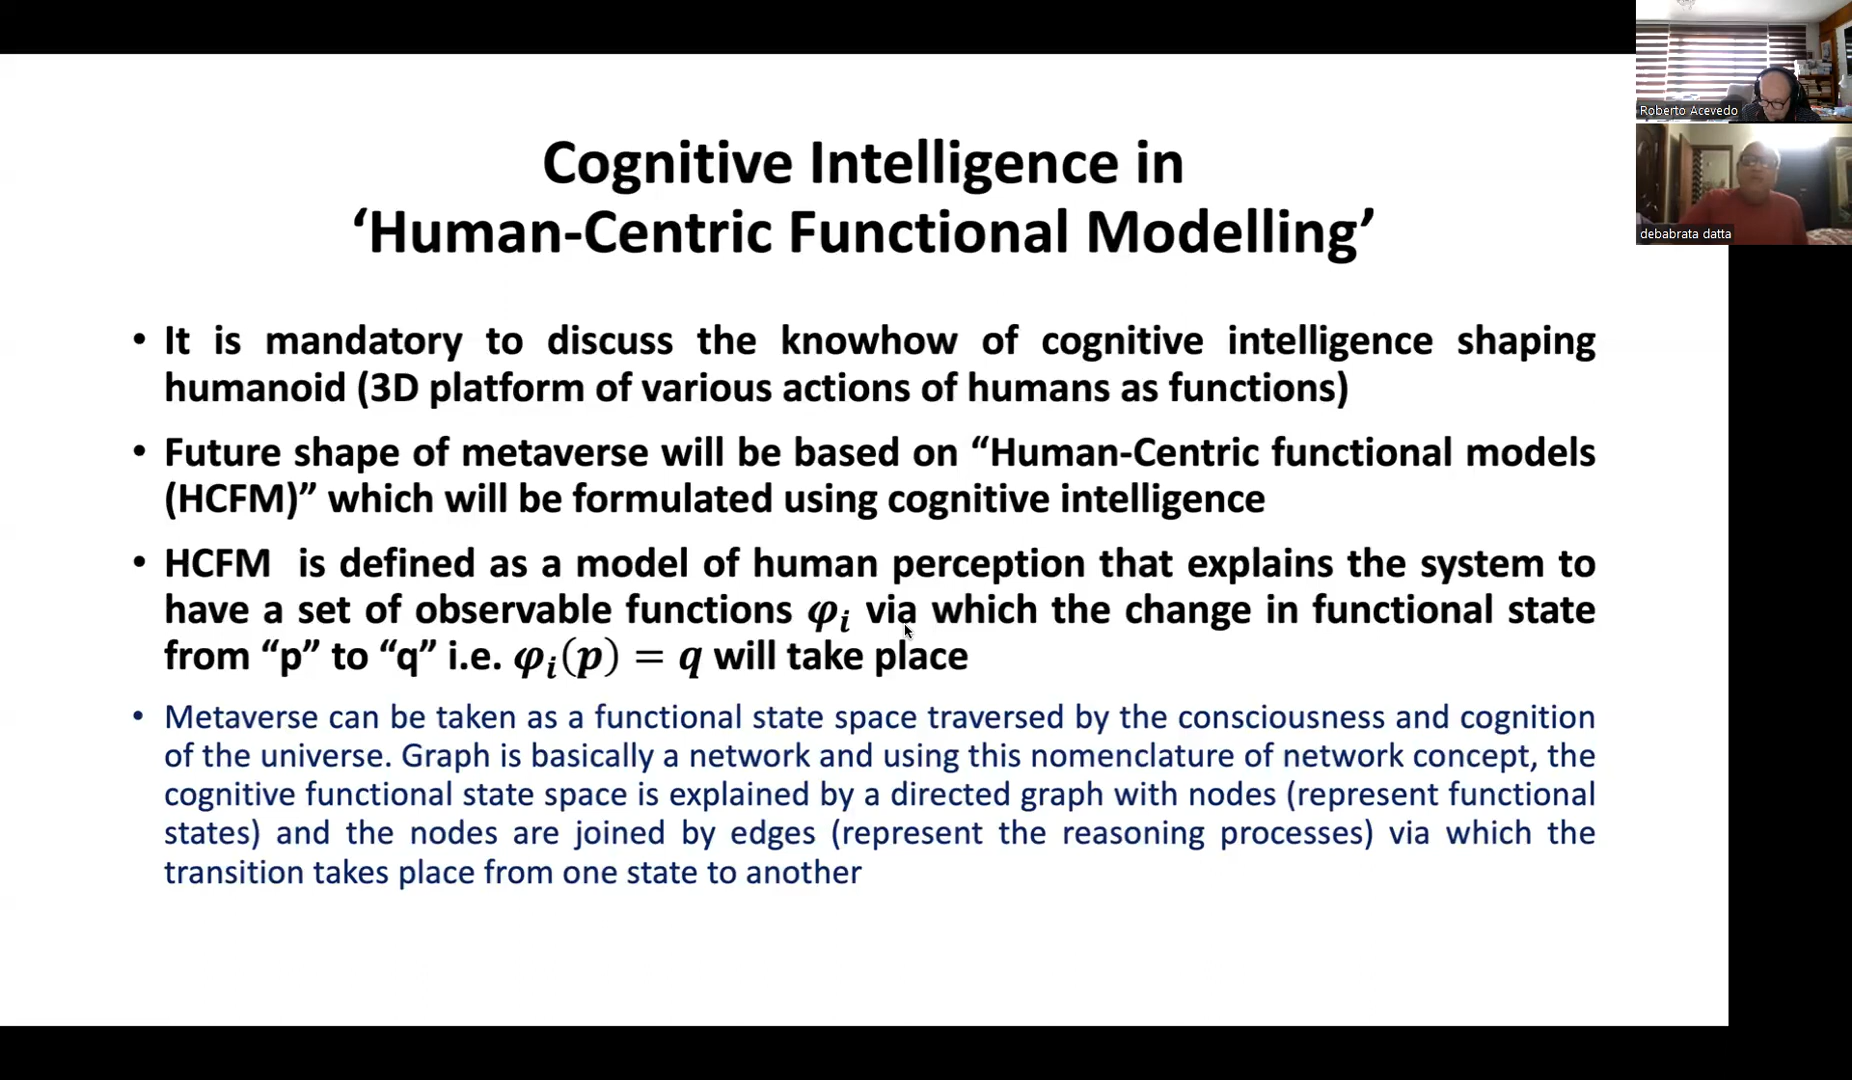 Cognitive Intelligence in
‘Human-Centric Functional Modelling’
• It is mandatory to discuss the knowhow of cognitive intelligence shaping
humanoid (3D platform of various actions of humans as functions)
• Future shape of metaverse will be based on “Human-Centric functional models
(HCFM)” which will be formulated using cognitive intelligence
• HCFM is defined as a model of human perception that explains the system to
have a set of observable functions φᵢ via which the change in functional state
from “p” to “q” i.e. φᵢ(p) = q will take place
• Metaverse can be taken as a functional state space traversed by the consciousness and cognition
of the universe. Graph is basically a network and using this nomenclature of network concept, the
cognitive functional state space is explained by a directed graph with nodes (represent functional
states) and the nodes are joined by edges (represent the reasoning processes) via which the
transition takes place from one state to another
Roberto Acevedo
debabrata datta